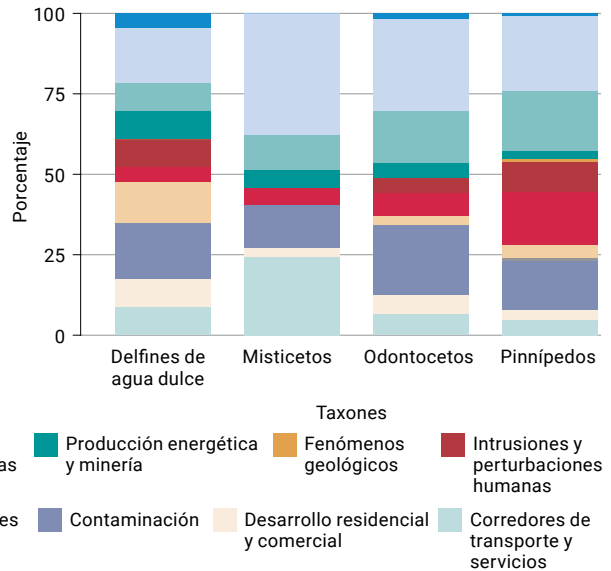 100
75
50
25
0
Porcentaje
Delfines de
agua dulce
Misticetos
Odontocetos
Pinnípedos
Taxones
Producción energética
y minería
Fenómenos
geológicos
Intrusiones y
perturbaciones
humanas
Contaminación
Desarrollo residencial
y comercial
Corredores de
transporte y
servicios